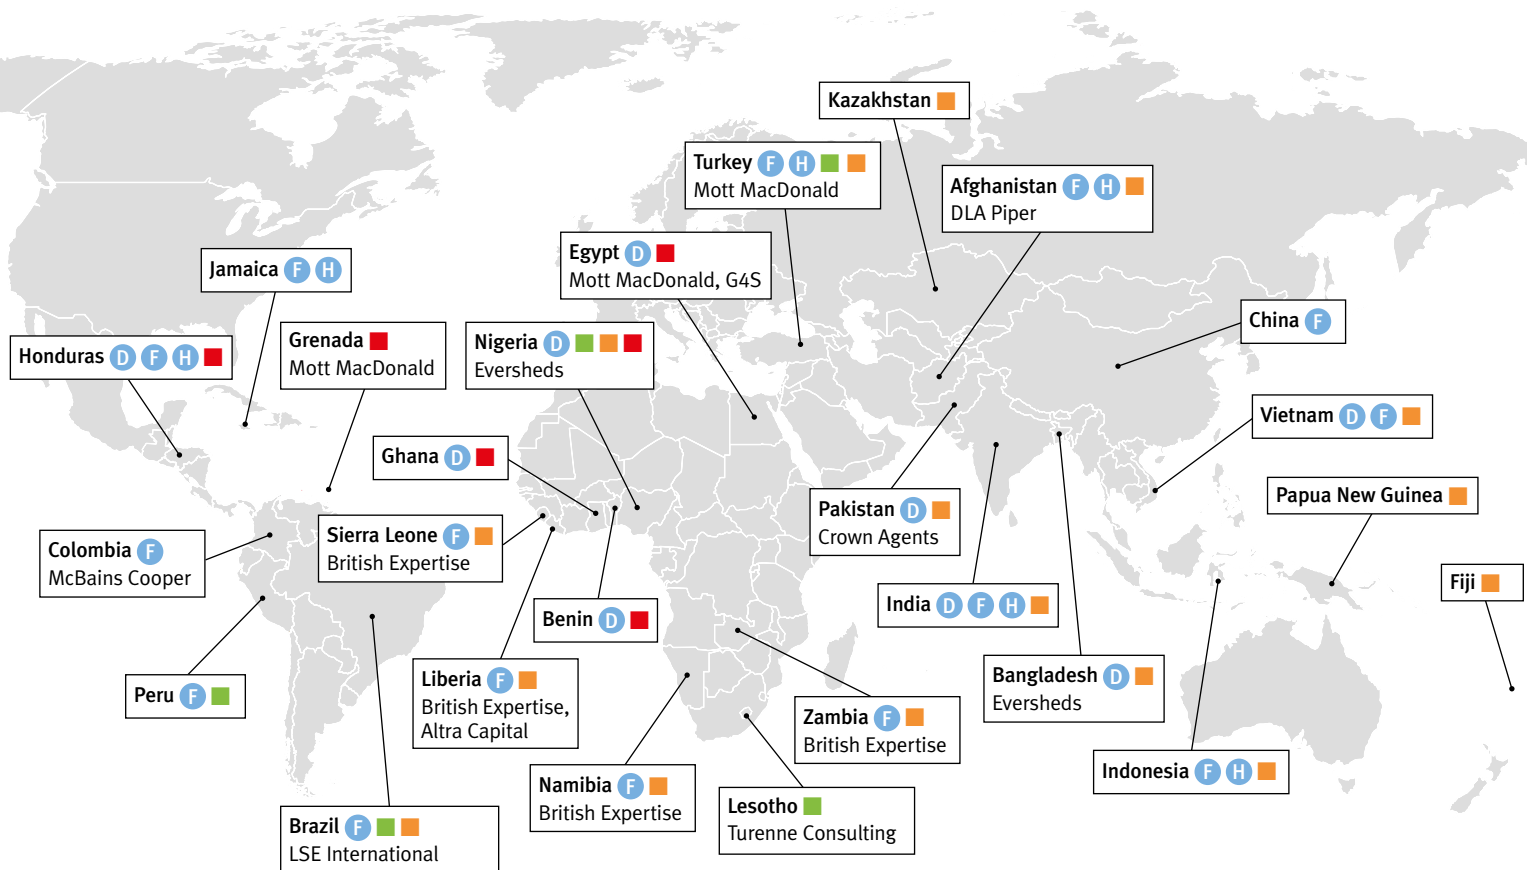 Kazakhstan
Turkey F H
Mott MacDonald
Afghanistan F H
DLA Piper
Egypt D
Mott MacDonald, G4S
Jamaica F H
China F
Honduras D F H
Grenada
Mott MacDonald
Nigeria D
Eversheds
Vietnam D F
Ghana D
Papua New Guinea
Pakistan D
Crown Agents
Colombia F
McBains Cooper
Sierra Leone F
British Expertise
Fiji
India D F H
Benin D
Peru F
Liberia F
British Expertise,
Altra Capital
Bangladesh D
Eversheds
Zambia F
British Expertise
Indonesia F H
Namibia F
British Expertise
Lesotho
Turenne Consulting
Brazil F
LSE International